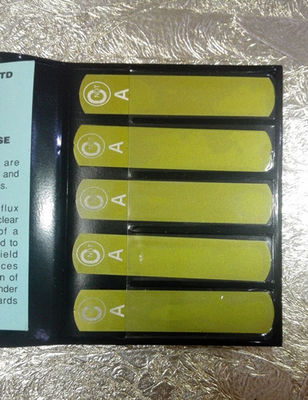 TD
SE
are
and
s.
flux
clear
of a
d to
ield
ces
n of
nder
ards
A
A
A
A
A